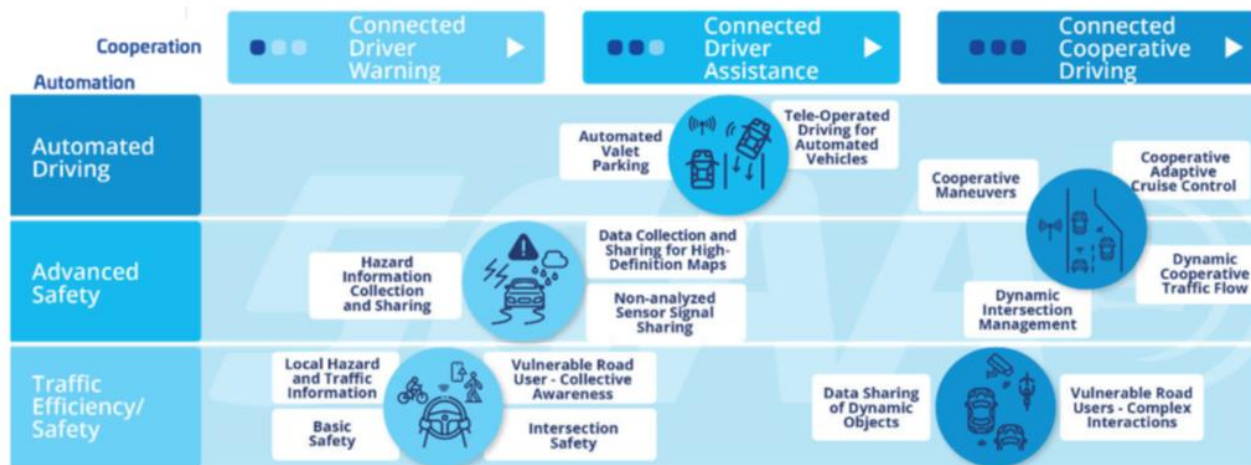 Cooperation
Automation
Connected
Driver
Warning
Connected
Driver
Assistance
Connected
Cooperative
Driving
Automated
Driving
Automated
Valet
Parking
Tele-Operated
Driving for
Automated
Vehicles
Cooperative
Maneuvers
Cooperative
Adaptive
Cruise Control
Advanced
Safety
Hazard
Information
Collection
and Sharing
Data Collection and
Sharing for High-
Definition Maps
Non-analyzed
Sensor Signal
Sharing
Dynamic
Intersection
Management
Dynamic
Cooperative
Traffic Flow
Traffic
Efficiency/
Safety
Local Hazard
and Traffic
Information
Basic
Safety
Vulnerable Road
User - Collective
Awareness
Intersection
Safety
Data Sharing
of Dynamic
Objects
Vulnerable Road
Users - Complex
Interactions
5GAA